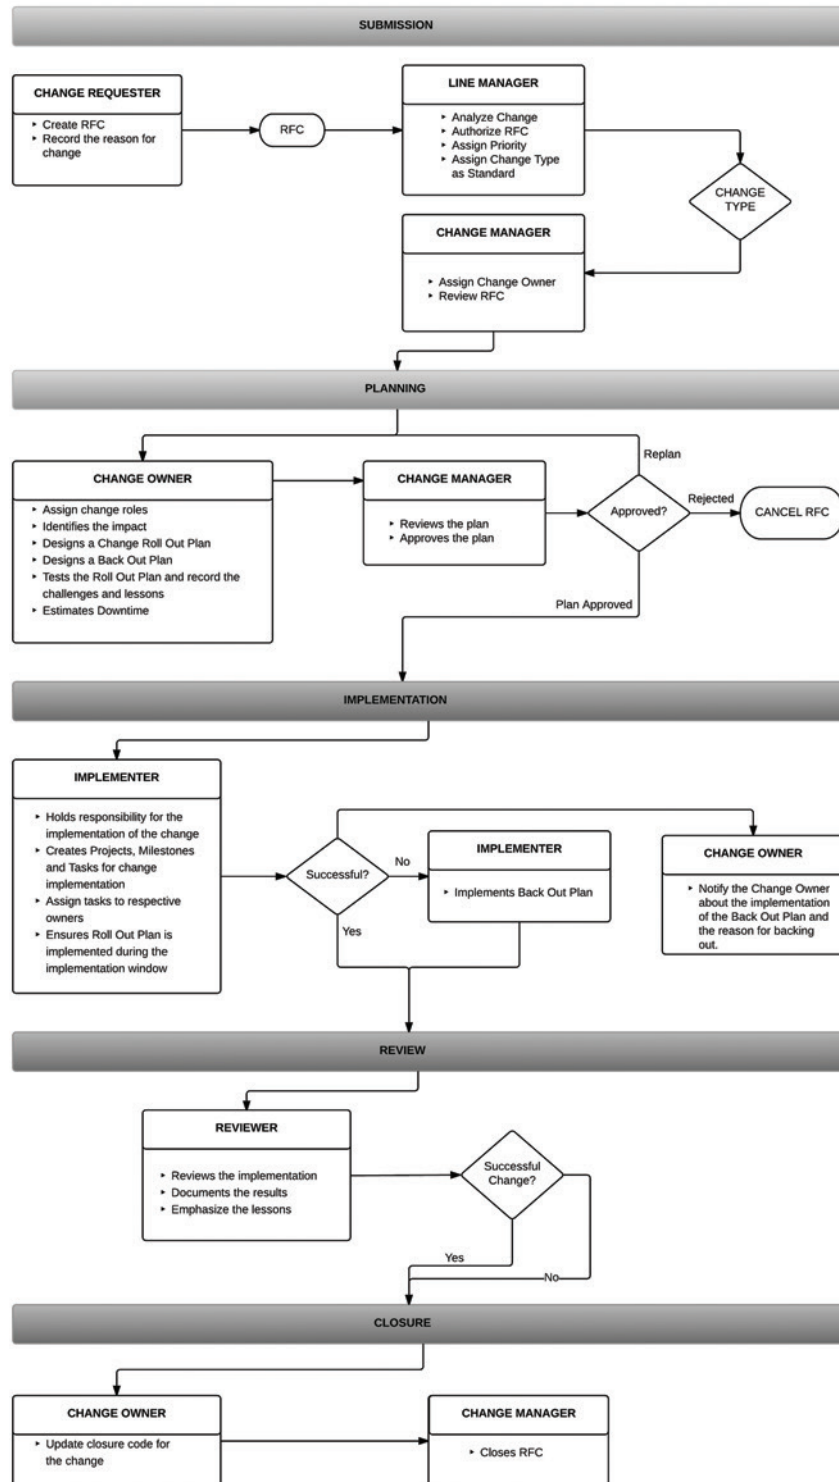 SUBMISSION
CHANGE REQUESTER
‣ Create RFC
‣ Record the reason for
change
RFC
LINE MANAGER
‣ Analyze Change
‣ Authorize RFC
‣ Assign Priority
‣ Assign Change Type
as Standard
CHANGE
TYPE
CHANGE MANAGER
‣ Assign Change Owner
‣ Review RFC
PLANNING
CHANGE OWNER
‣ Assign change roles
‣ Identifies the impact
‣ Designs a Change Roll Out Plan
‣ Designs a Back Out Plan
‣ Tests the Roll Out Plan and record the
challenges and lessons
‣ Estimates Downtime
CHANGE MANAGER
‣ Reviews the plan
‣ Approves the plan
Replan
Approved?
Rejected
CANCEL RFC
Plan Approved
IMPLEMENTATION
IMPLEMENTER
‣ Holds responsibility for the
implementation of the change
‣ Creates Projects, Milestones
and Tasks for change
implementation
‣ Assign tasks to respective
owners
‣ Ensures Roll Out Plan is
implemented during the
implementation window
Successful?
No
Yes
IMPLEMENTER
‣ Implements Back Out Plan
CHANGE OWNER
‣ Notify the Change Owner
about the implementation
of the Back Out Plan and
the reason for backing
out.
REVIEW
REVIEWER
‣ Reviews the implementation
‣ Documents the results
‣ Emphasize the lessons
Successful
Change?
Yes
No
CLOSURE
CHANGE OWNER
‣ Update closure code for
the change
CHANGE MANAGER
‣ Closes RFC